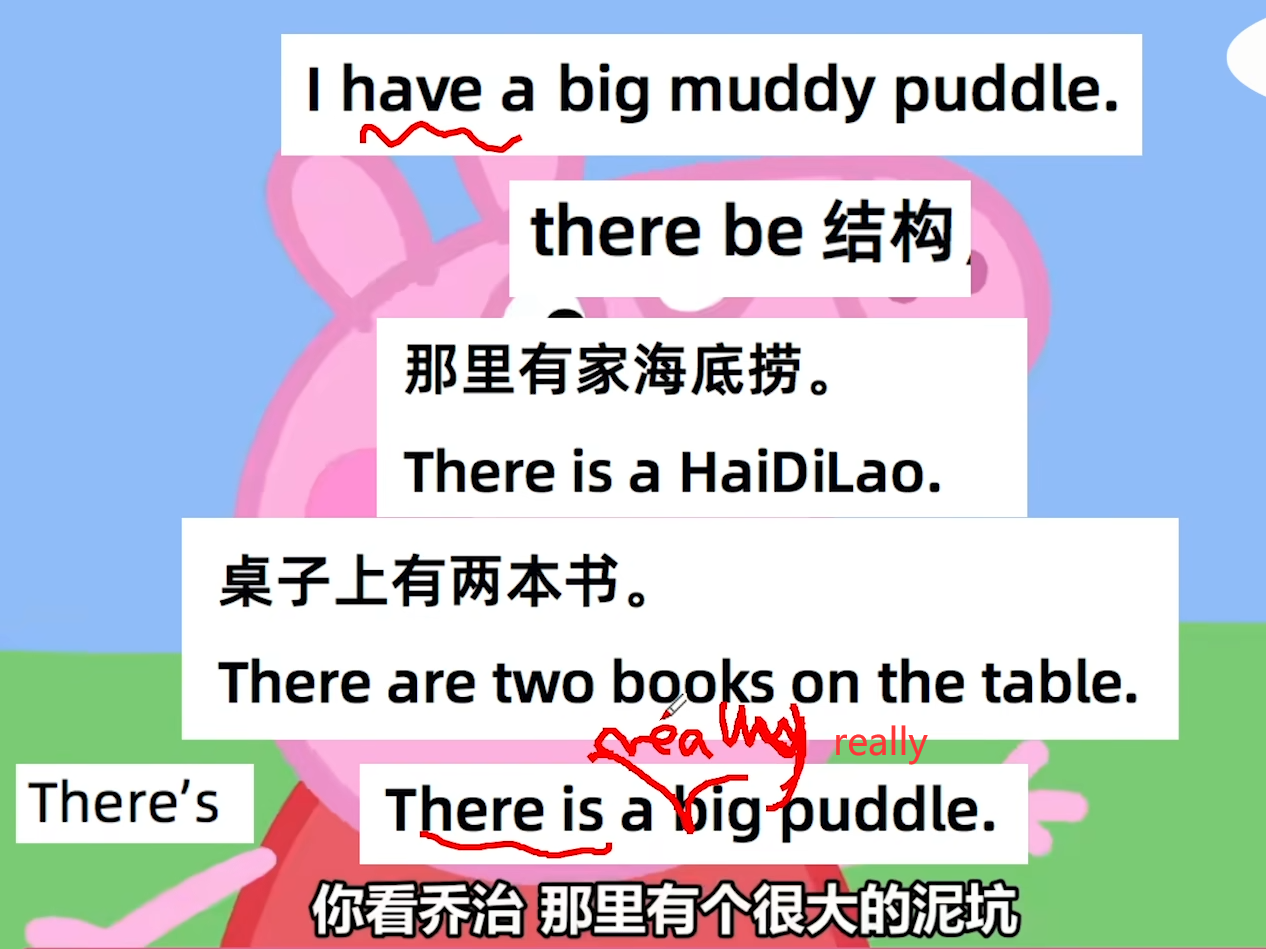 I have a big muddy puddle.
there be 结构,
那里有家海底捞。
There is a HaiDiLao.
桌子上有两本书。
There are two books on the table.
really
really
There's
There is a big puddle.
你看乔治 那里有个很大的泥坑